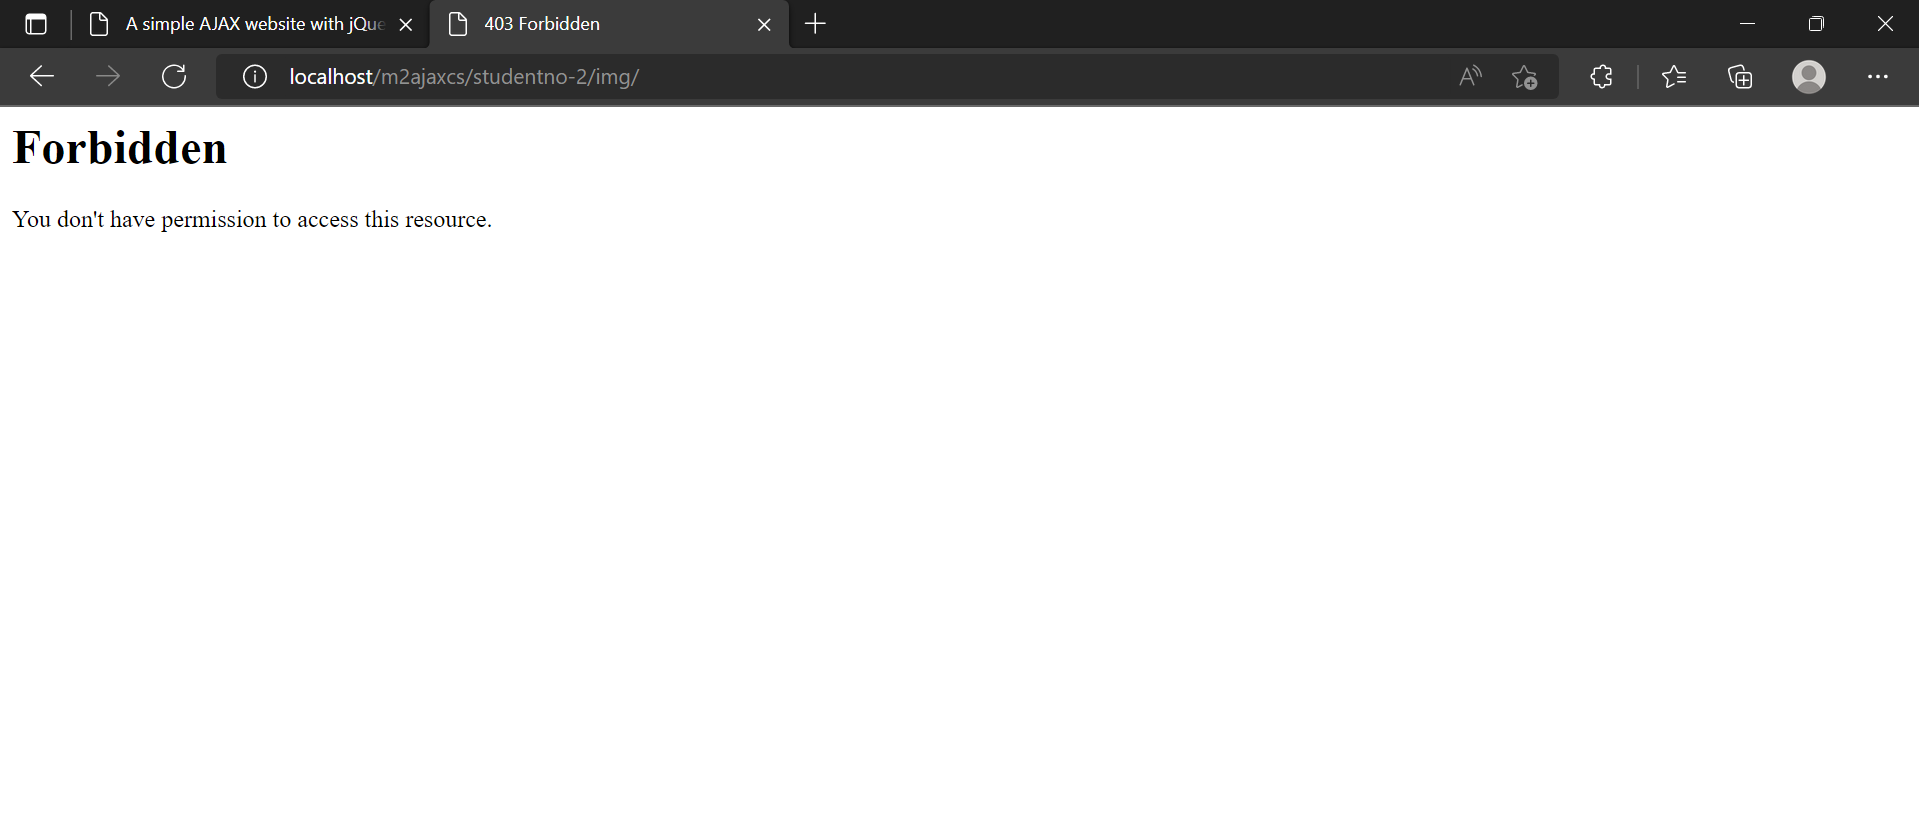 A simple AJAX website with jQue
403 Forbidden
localhost/m2ajaxcs/studentno-2/img/
Forbidden
You don't have permission to access this resource.